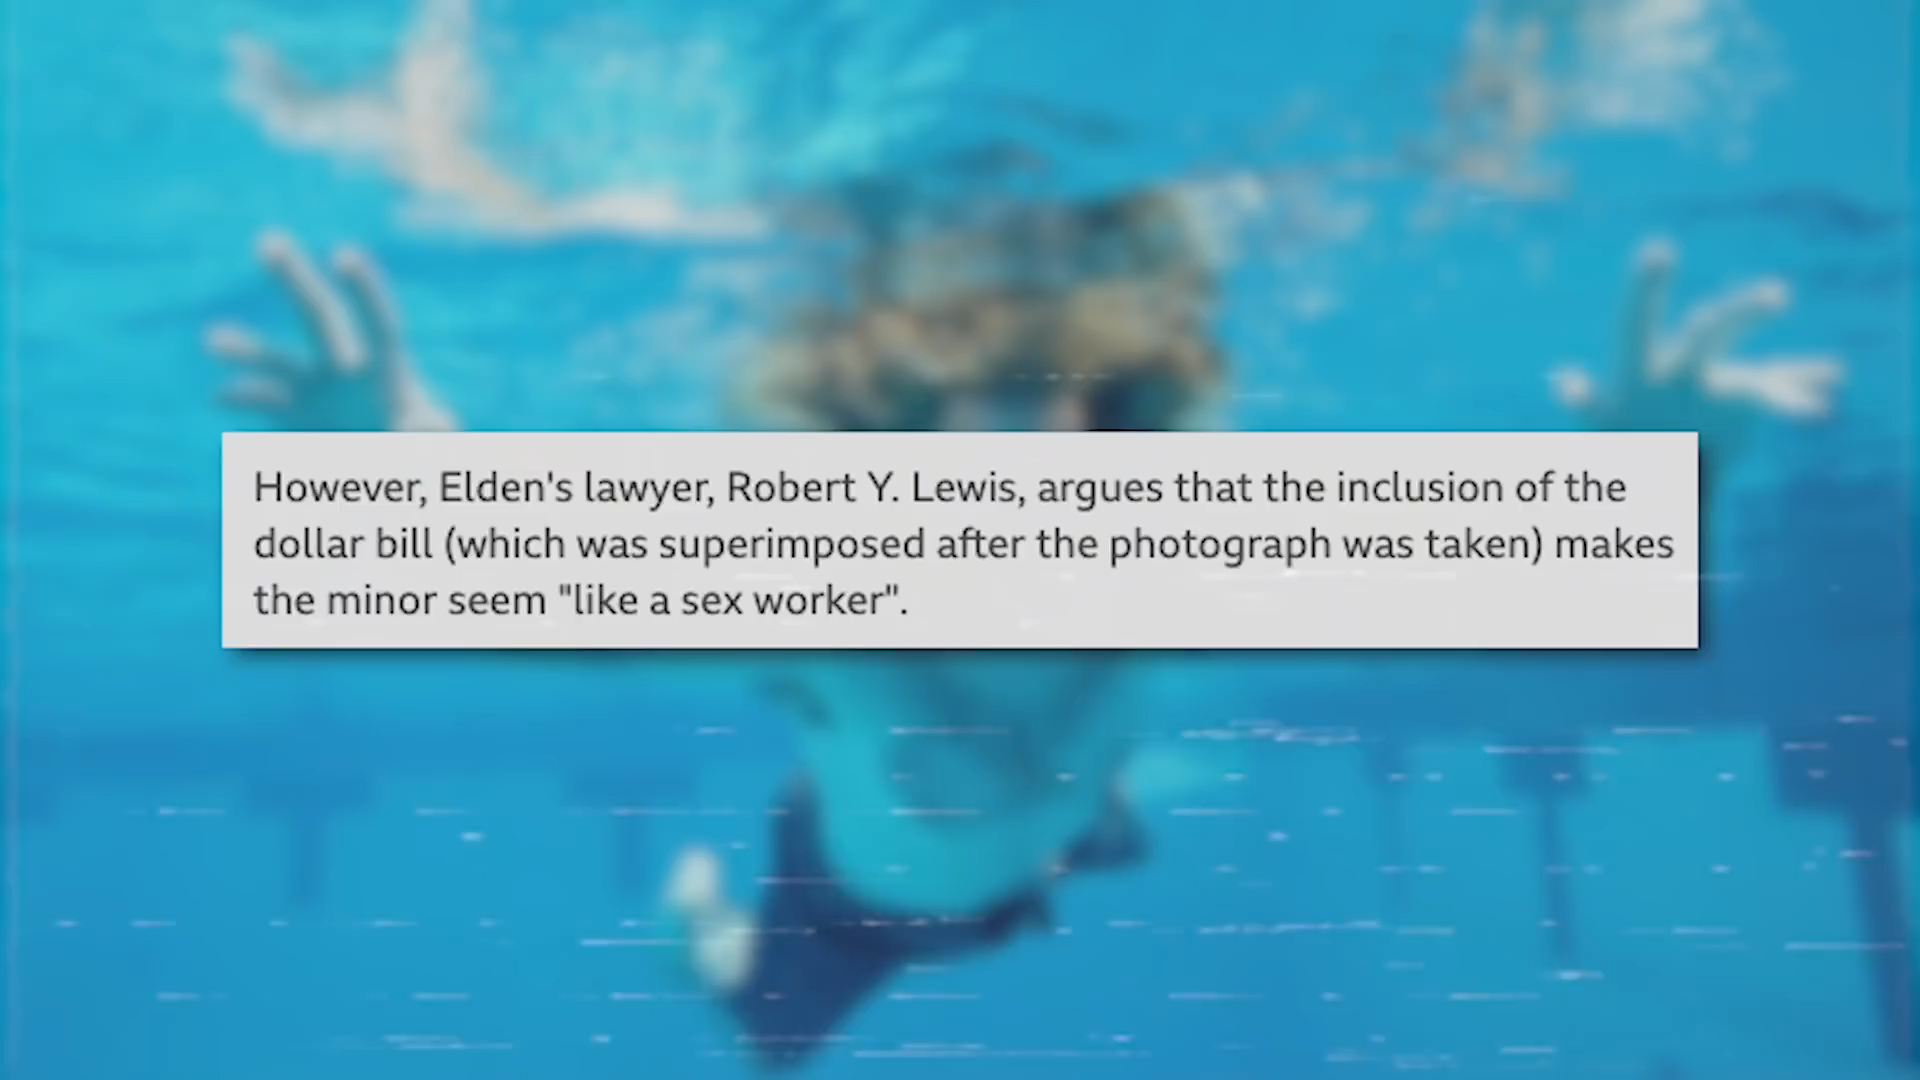 However, Elden's lawyer, Robert Y. Lewis, argues that the inclusion of the
dollar bill (which was superimposed after the photograph was taken) makes
the minor seem "like a sex worker".